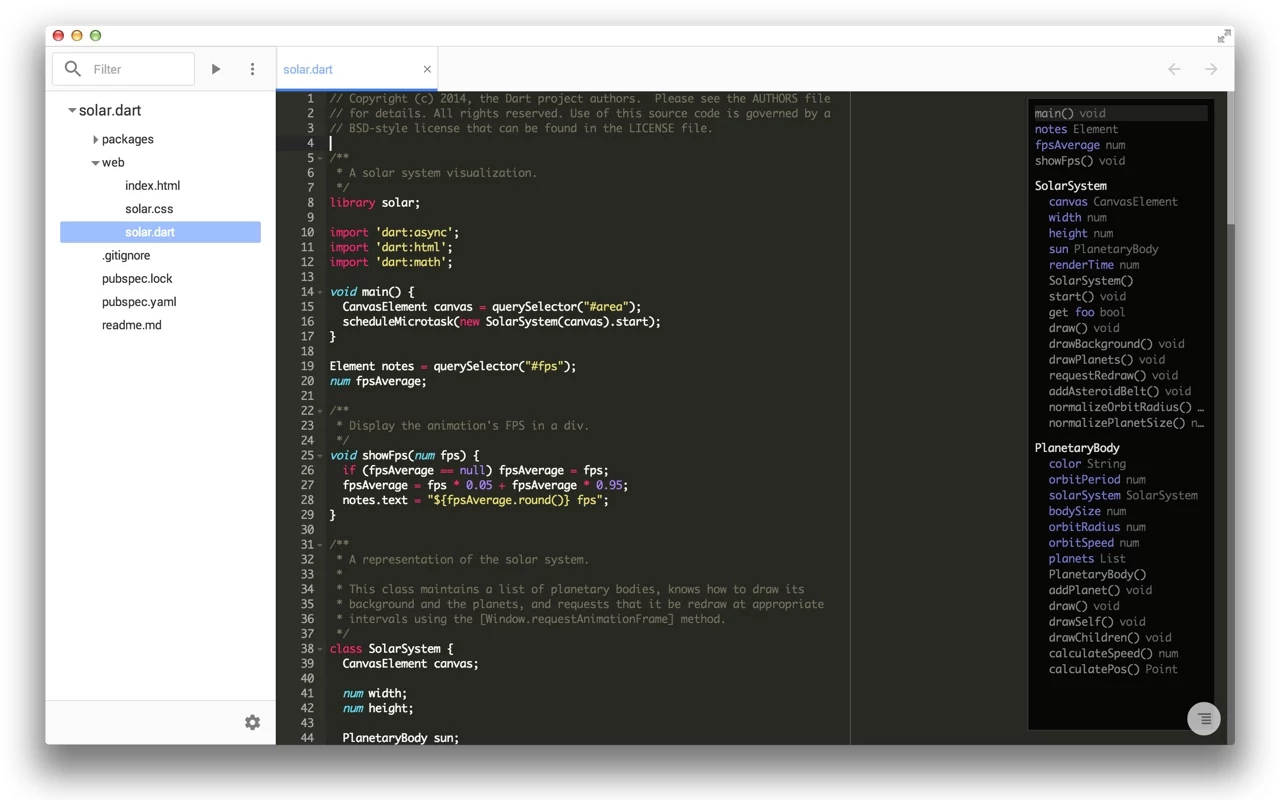 Filter
solar.dart
solar.dart
packages
web
index.html
solar.css
solar.dart
.gitignore
pubspec.lock
pubspec.yaml
readme.md
1 // Copyright (c) 2014, the Dart project authors.  Please see the AUTHORS file
2 // for details. All rights reserved. Use of this source code is governed by a
3 // BSD-style license that can be found in the LICENSE file.
4
5 /**
6  * A solar system visualization.
7  */
8 library solar;
9
10 import 'dart:async';
11 import 'dart:html';
12 import 'dart:math';
13
14 void main() {
15   CanvasElement canvas = querySelector("#area");
16   scheduleMicrotask(new SolarSystem(canvas).start);
17 }
18
19 Element notes = querySelector("#fps");
20 num fpsAverage;
21
22 /**
23  * Display the animation's FPS in a div.
24  */
25 void showFps(num fps) {
26   if (fpsAverage == null) fpsAverage = fps;
27   fpsAverage = fps * 0.05 + fpsAverage * 0.95;
28   notes.text = "${fpsAverage.round()} fps";
29 }
30
31 /**
32  * A representation of the solar system.
33  *
34  * This class maintains a list of planetary bodies, knows how to draw its
35  * background and the planets, and requests that it be redraw at appropriate
36  * intervals using the [Window.requestAnimationFrame] method.
37  */
38 class SolarSystem {
39   CanvasElement canvas;
40
41   num width;
42   num height;
43
44   PlanetaryBody sun;
main() void
notes Element
fpsAverage num
showFps() void
SolarSystem
canvas CanvasElement
width num
height num
sun PlanetaryBody
renderTime num
SolarSystem()
start() void
get foo bool
draw() void
drawBackground() void
drawPlanets() void
requestRedraw() void
addAsteroidBelt() void
normalizeOrbitRadius() …
normalizePlanetSize() n…
PlanetaryBody
color String
orbitPeriod num
solarSystem SolarSystem
bodySize num
orbitRadius num
orbitSpeed num
planets List
PlanetaryBody()
addPlanet() void
draw() void
drawSelf() void
drawChildren() void
calculateSpeed() num
calculatePos() Point